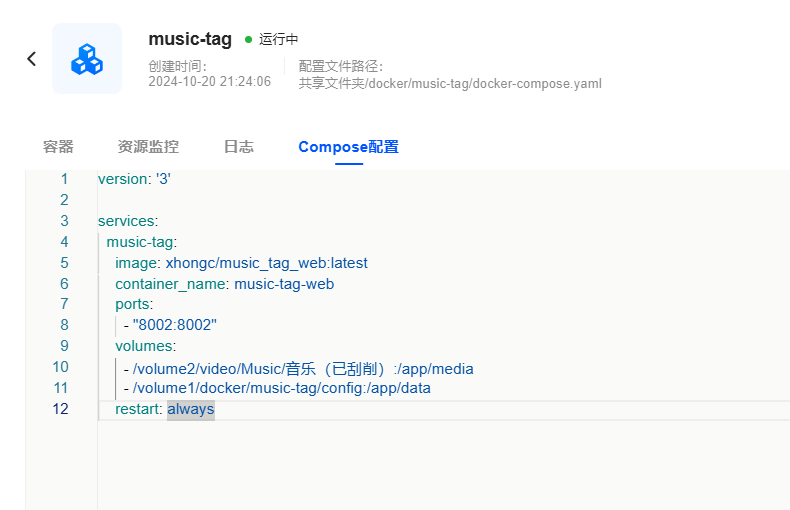 music-tag 运行中
创建时间: 配置文件路径:
2024-10-20 21:24:06 共享文件夹/docker/music-tag/docker-compose.yaml
容器 资源监控 日志 Compose配置
1 version: '3'
2
3 services:
4 music-tag:
5 image: xhongc/music_tag_web:latest
6 container_name: music-tag-web
7 ports:
8 - "8002:8002"
9 volumes:
10 - /volume2/video/Music/音乐（已刮削）:/app/media
11 - /volume1/docker/music-tag/config:/app/data
12 restart: always